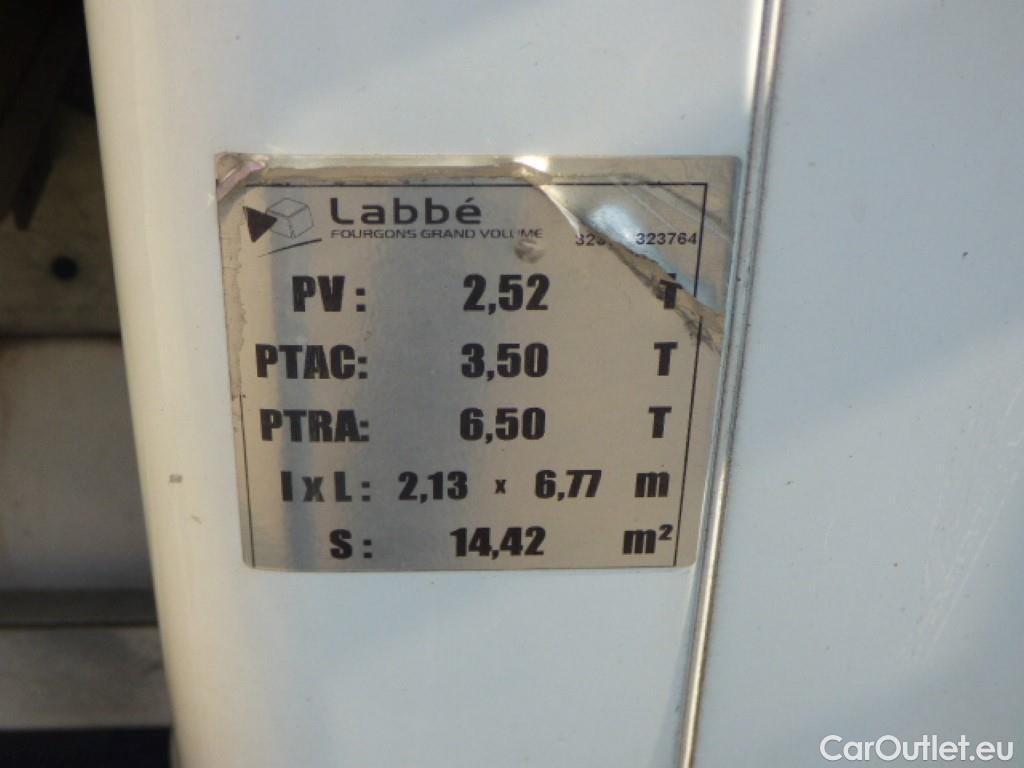 Labbé
FOURGONS GRAND VOLUME 323764
PV : 2,52 T
PTAC: 3,50 T
PTRA: 6,50 T
l x L : 2,13 x 6,77 m
S : 14,42 m²
CarOutlet.eu